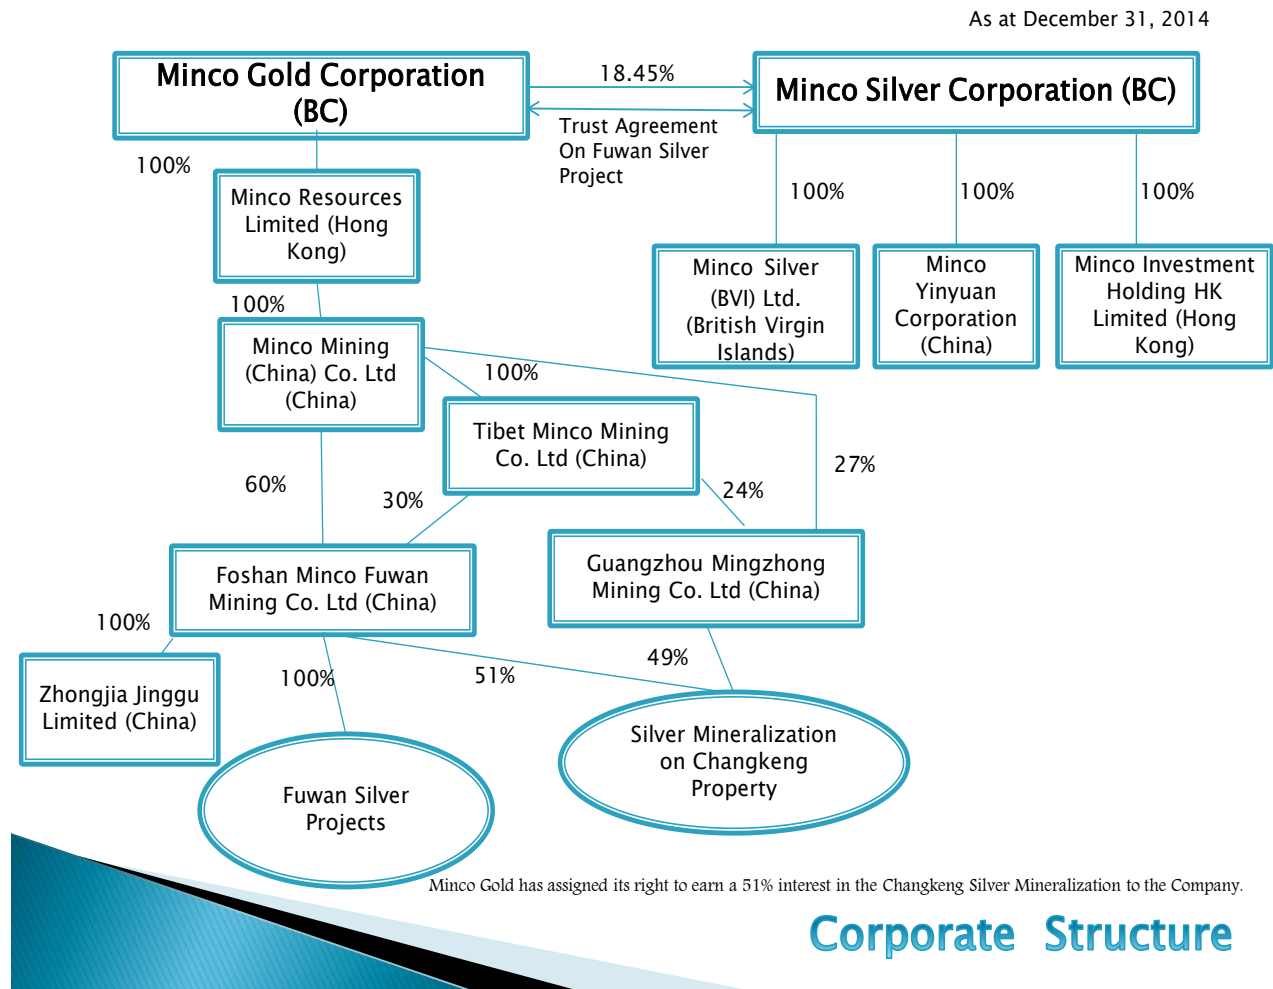 As at December 31, 2014
Minco Gold Corporation
(BC)
18.45%
Minco Silver Corporation (BC)
Trust Agreement
On Fuwan Silver
Project
100%
Minco Resources
Limited (Hong
Kong)
100%
100%
100%
Minco Silver
(BVI) Ltd.
(British Virgin
Islands)
Minco
Yinyuan
Corporation
(China)
Minco Investment
Holding HK
Limited (Hong
Kong)
100%
Minco Mining
(China) Co. Ltd
(China)
100%
Tibet Minco Mining
Co. Ltd (China)
27%
60%
30%
24%
Foshan Minco Fuwan
Mining Co. Ltd (China)
Guangzhou Mingzhong
Mining Co. Ltd (China)
100%
Zhongjia Jinggu
Limited (China)
100%
51%
49%
Silver Mineralization
on Changkeng
Property
Fuwan Silver
Projects
Minco Gold has assigned its right to earn a 51% interest in the Changkeng Silver Mineralization to the Company.
Corporate Structure